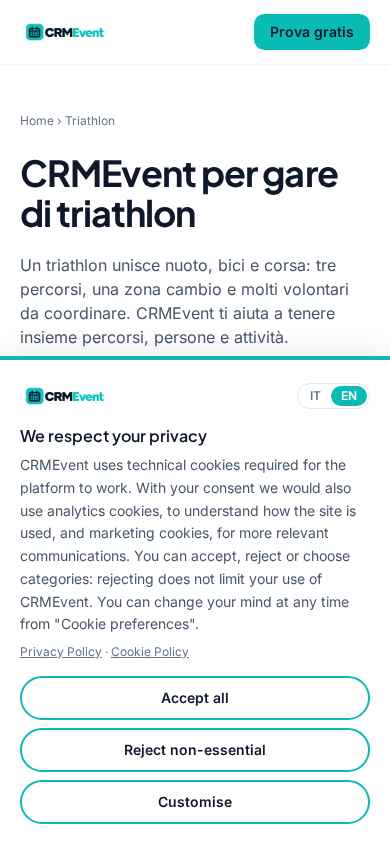 CRMEvent
Prova gratis
Home › Triathlon
CRMEvent per gare
di triathlon
Un triathlon unisce nuoto, bici e corsa: tre
percorsi, una zona cambio e molti volontari
da coordinare. CRMEvent ti aiuta a tenere
insieme percorsi, persone e attività.
CRMEvent
IT EN
We respect your privacy
CRMEvent uses technical cookies required for the
platform to work. With your consent we would also
use analytics cookies, to understand how the site is
used, and marketing cookies, for more relevant
communications. You can accept, reject or choose
categories: rejecting does not limit your use of
CRMEvent. You can change your mind at any time
from "Cookie preferences".
Privacy Policy · Cookie Policy
Accept all
Reject non-essential
Customise